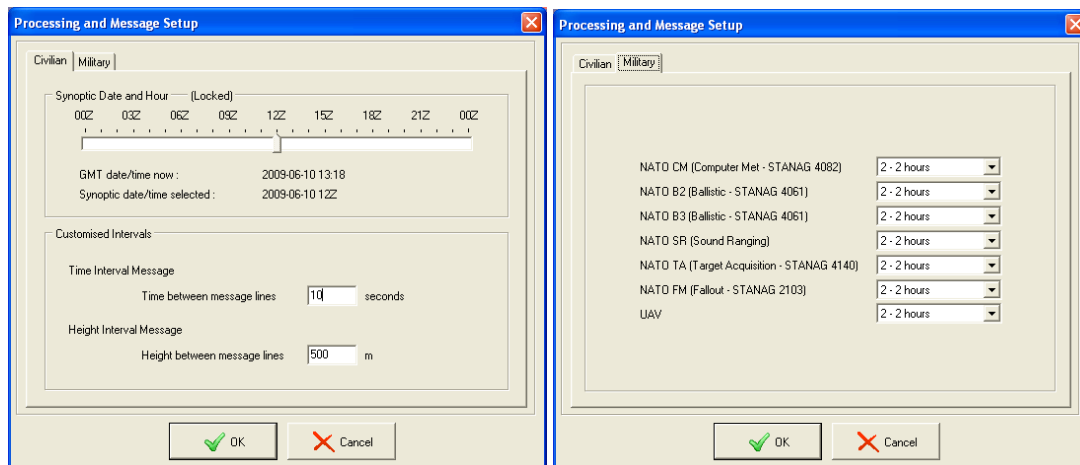 Processing and Message Setup
Civilian Military
Synoptic Date and Hour (Locked)
00Z 03Z 06Z 09Z 12Z 15Z 18Z 21Z 00Z
GMT date/time now : 2009-06-10 13:18
Synoptic date/time selected : 2009-06-10 12Z
Customised Intervals
Time Interval Message
Time between message lines 10 seconds
Height Interval Message
Height between message lines 500 m
OK Cancel
Processing and Message Setup
Civilian Military
NATO CM (Computer Met - STANAG 4082) 2 - 2 hours
NATO B2 (Ballistic - STANAG 4061) 2 - 2 hours
NATO B3 (Ballistic - STANAG 4061) 2 - 2 hours
NATO SR (Sound Ranging) 2 - 2 hours
NATO TA (Target Acquisition - STANAG 4140) 2 - 2 hours
NATO FM (Fallout - STANAG 2103) 2 - 2 hours
UAV 2 - 2 hours
OK Cancel